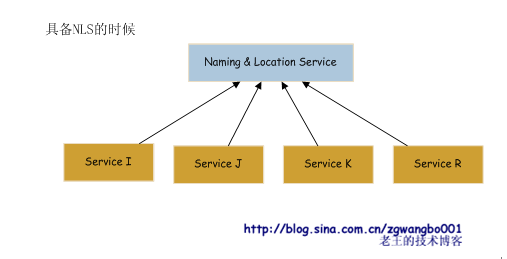 具备NLS的时候
Naming & Location Service
Service I
Service J
Service K
Service R
http://blog.sina.com.cn/zgwangbo001
老王的技术博客